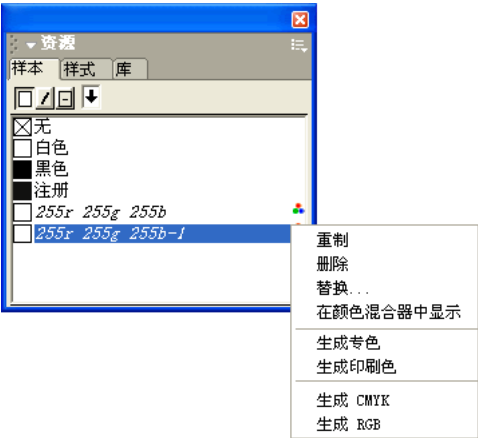 资源
样本 样式 库
无
白色
黑色
注册
255r 255g 255b
255r 255g 255b-1
重制
删除
替换...
在颜色混合器中显示
生成专色
生成印刷色
生成 CMYK
生成 RGB